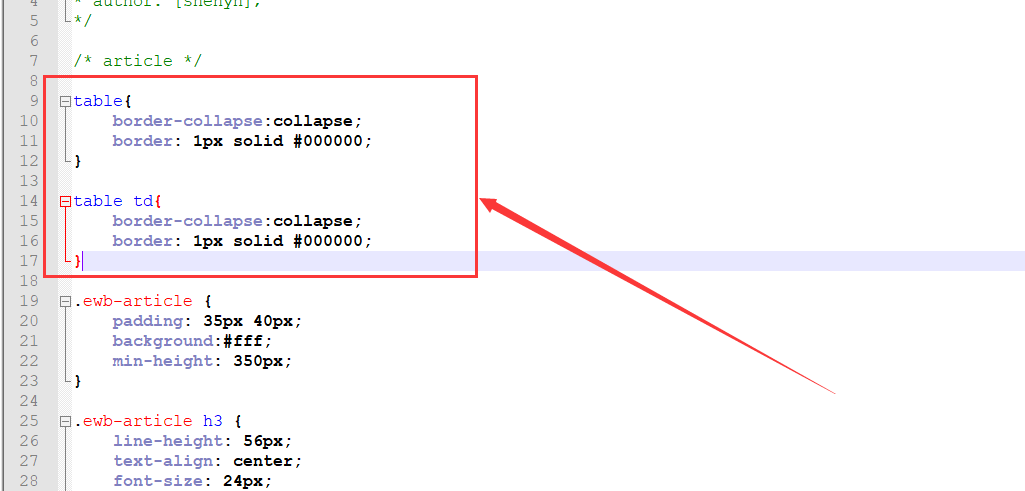 4 * author: [shenyn];
5 */
6
7 /* article */
8
9 table{
10 border-collapse:collapse;
11 border: 1px solid #000000;
12 }
13
14 table td{
15 border-collapse:collapse;
16 border: 1px solid #000000;
17 }
18
19 .ewb-article {
20 padding: 35px 40px;
21 background:#fff;
22 min-height: 350px;
23 }
24
25 .ewb-article h3 {
26 line-height: 56px;
27 text-align: center;
28 font-size: 24px;